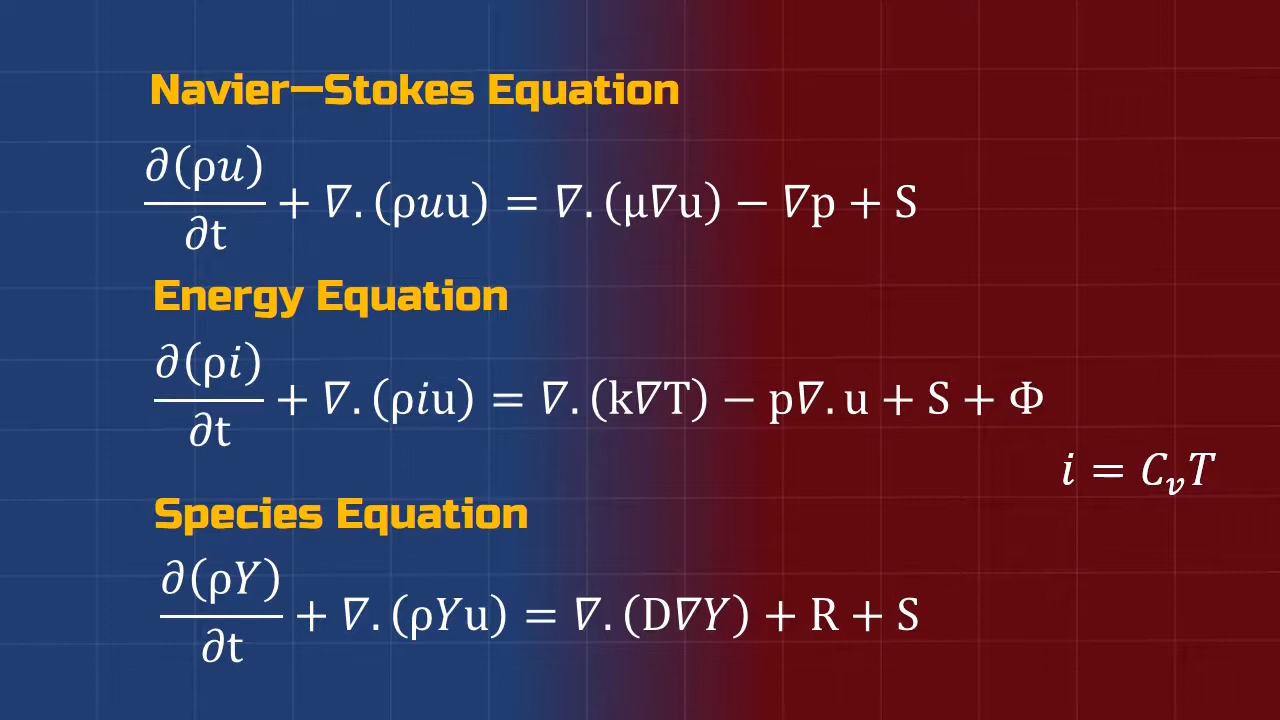 Navier—Stokes Equation
∂(ρu)/∂t + ∇.(ρuu) = ∇.(μ∇u) − ∇p + S
Energy Equation
∂(ρi)/∂t + ∇.(ρiu) = ∇.(k∇T) − p∇.u + S + Φ
i = C_vT
Species Equation
∂(ρY)/∂t + ∇.(ρYu) = ∇.(D∇Y) + R + S